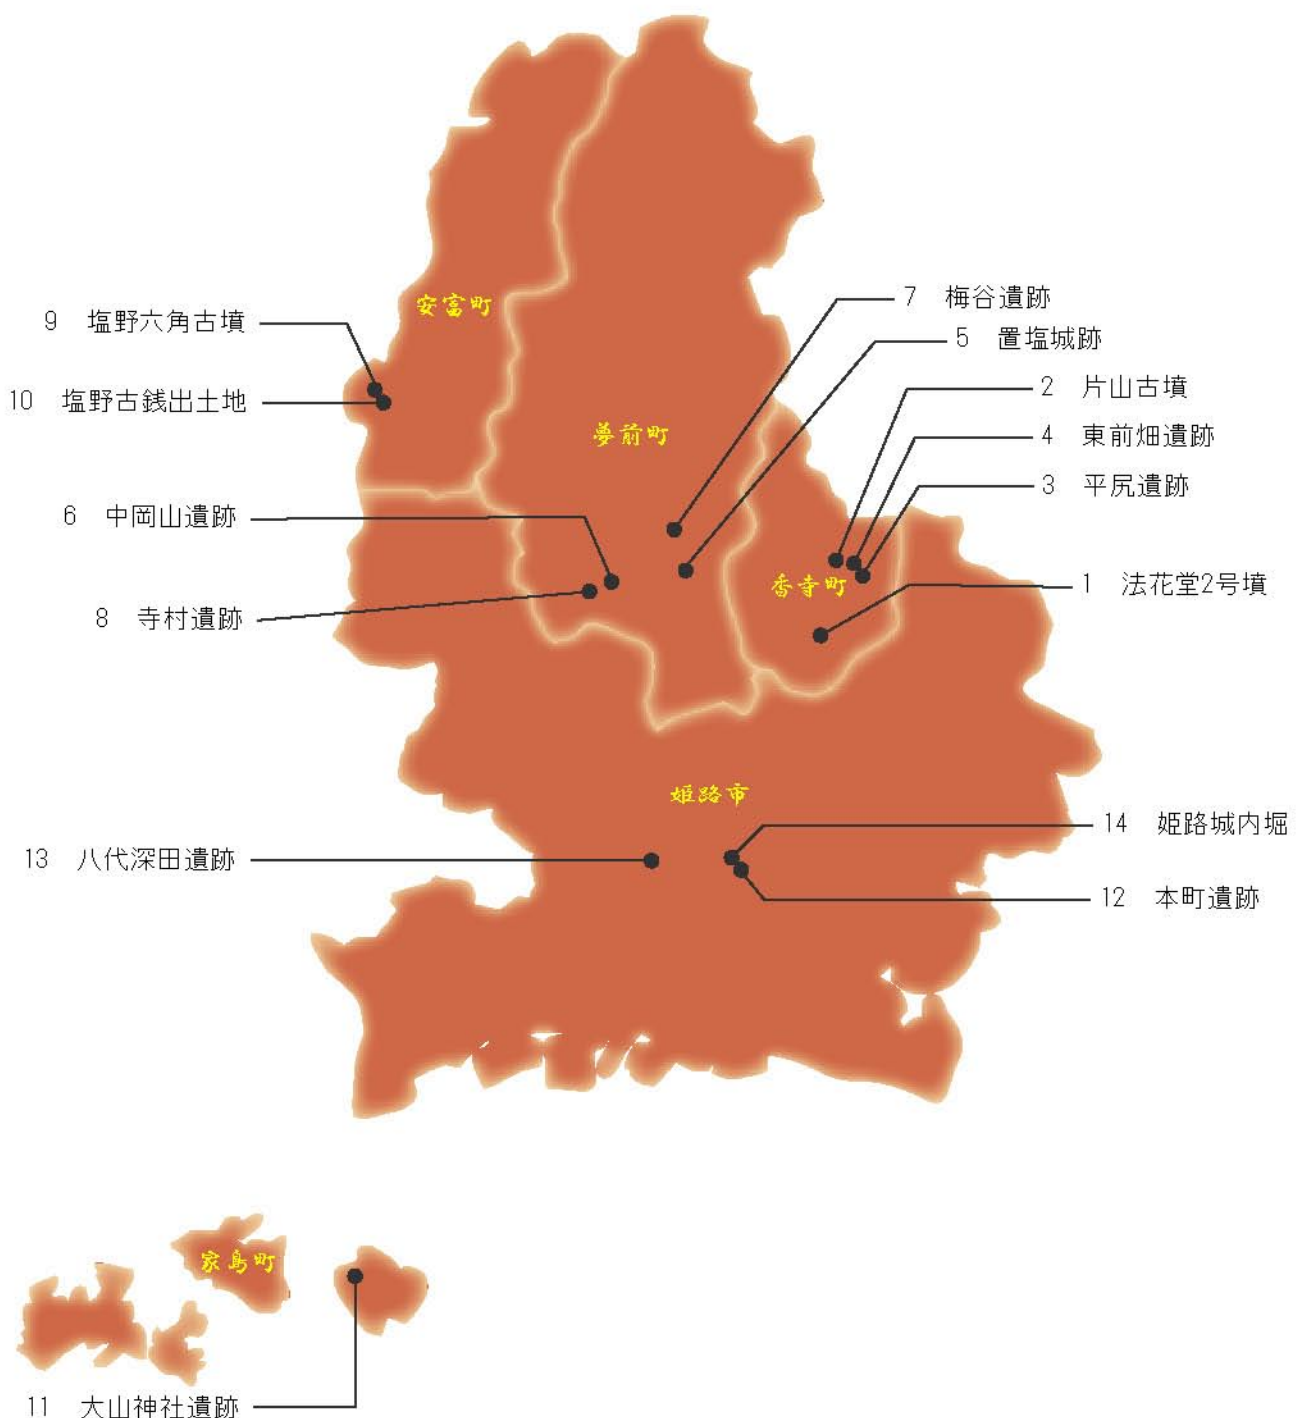 7 梅谷遺跡
安富町
9 塩野六角古墳
5 置塩城跡
2 片山古墳
10 塩野古銭出土地
夢前町
4 東前畑遺跡
3 平尻遺跡
6 中岡山遺跡
香寺町
1 法花堂2号墳
8 寺村遺跡
姫路市
14 姫路城内堀
13 八代深田遺跡
12 本町遺跡
家島町
11 大山神社遺跡